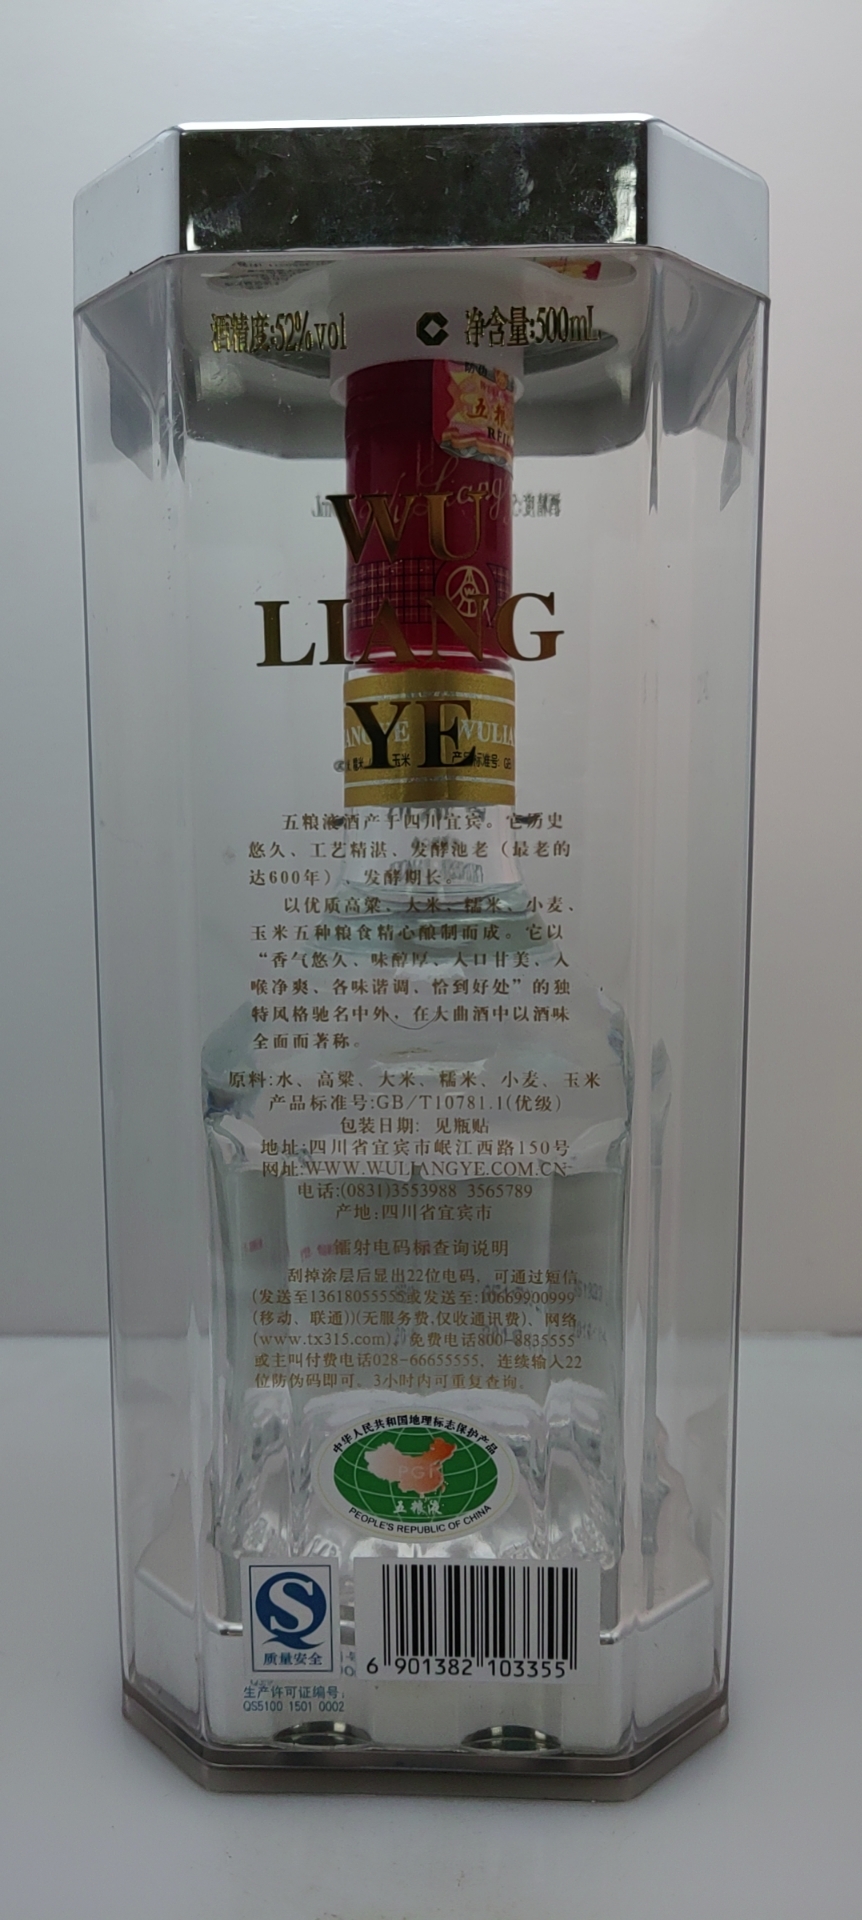 酒精度:52%vol
净含量:500mL
五粮
WU
LIANG
YE
WULIA
玉米
产品标准号: GB
五粮液酒产于四川宜宾。它历史
悠久、工艺精湛、发酵池老（最老的
达600年）、发酵期长。
以优质高粱、大米、糯米、小麦、
玉米五种粮食精心酿制而成。它以
“香气悠久、味醇厚、入口甘美、入
喉净爽、各味谐调、恰到好处”的独
特风格驰名中外，在大曲酒中以酒味
全面而著称。
原料:水、高粱、大米、糯米、小麦、玉米
产品标准号:GB/T10781.1(优级)
包装日期: 见瓶贴
地址:四川省宜宾市岷江西路150号
网址:WWW.WULIANGYE.COM.CN
电话:(0831)3553988 3565789
产地:四川省宜宾市
镭射电码标查询说明
刮掉涂层后显出22位电码, 可通过短信
(发送至13618055555或发送至:10669900999
(移动、联通))(无服务费,仅收通讯费)、网络
(www.tx315.com)，免费电话800-8835555
或主叫付费电话028-66655555, 连续输入22
位防伪码即可。3小时内可重复查询。
中华人民共和国地理标志保护产品
PGI
五粮液
PEOPLE'S REPUBLIC OF CHINA
质量安全
生产许可证编号:
QS5100 1501 0002
6 901382 103355